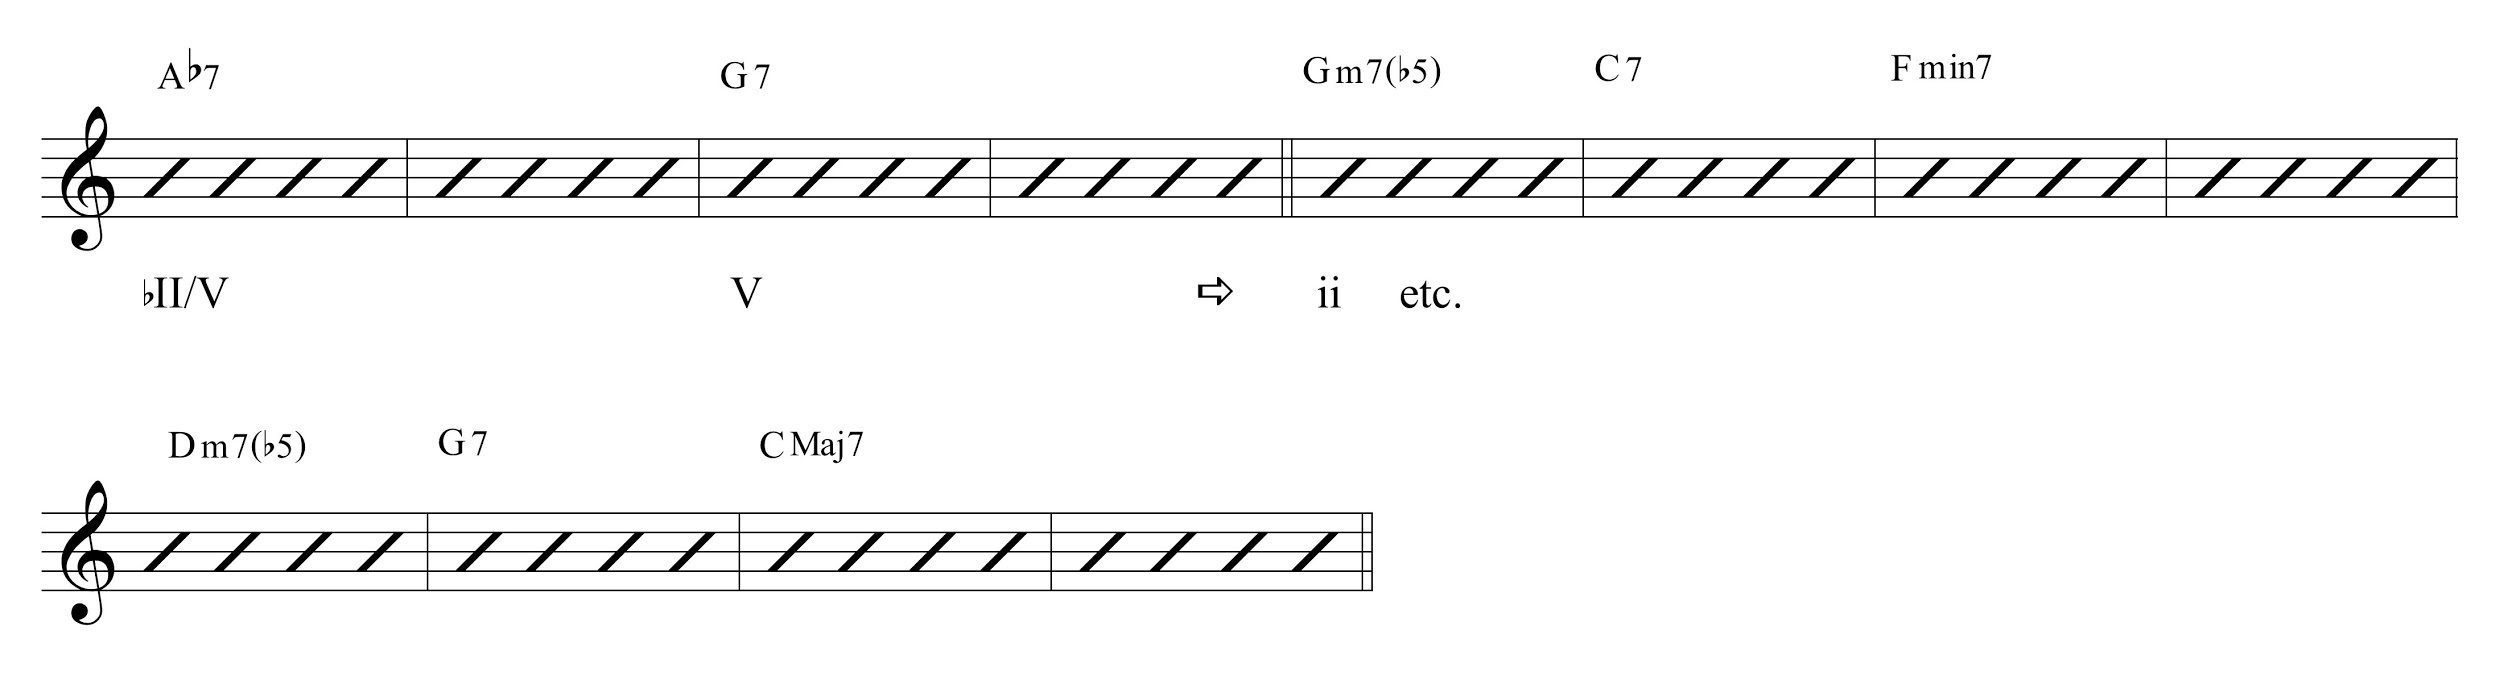 A♭7 G7 Gm7(♭5) C7 Fmin7
♭II/V V ⇨ ii etc.
Dm7(♭5) G7 CMaj7